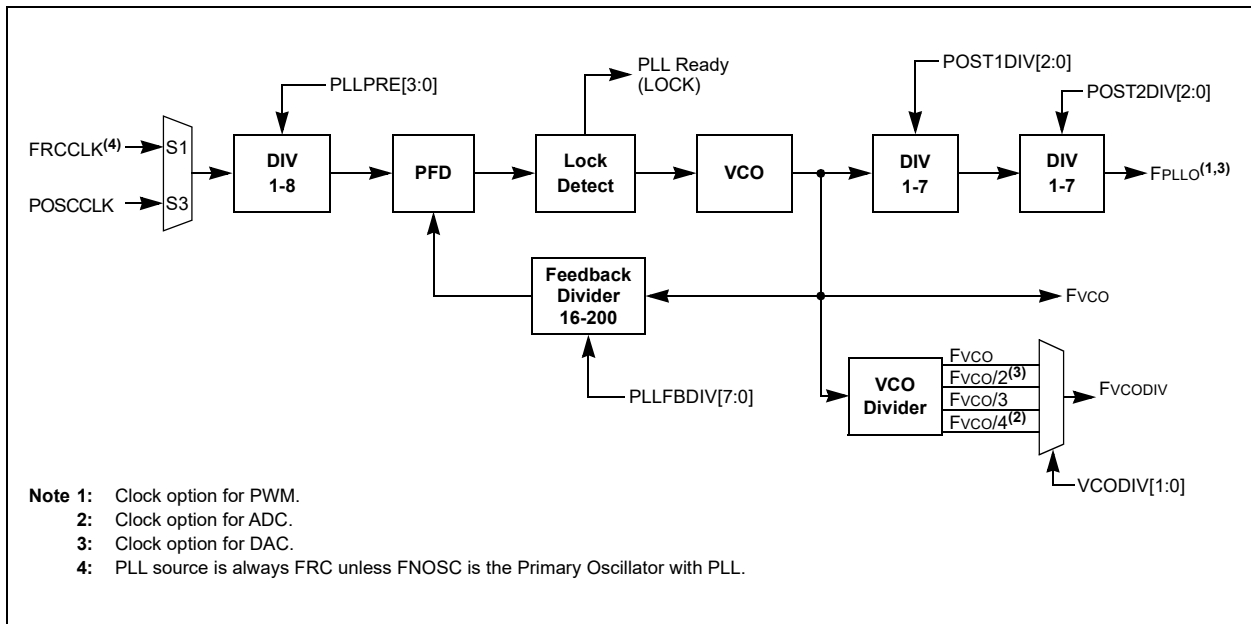 PLL Ready
(LOCK)
POST1DIV[2:0]
PLLPRE[3:0]
POST2DIV[2:0]
FRCCLK(4)
S1
POSCCLK
S3
DIV
1-8
PFD
Lock
Detect
VCO
DIV
1-7
DIV
1-7
FPLLO(1,3)
Feedback
Divider
16-200
FVCO
PLLFBDIV[7:0]
VCO
Divider
FVCO
FVCO/2(3)
FVCO/3
FVCO/4(2)
FVCODIV
VCODIV[1:0]
Note 1: Clock option for PWM.
2: Clock option for ADC.
3: Clock option for DAC.
4: PLL source is always FRC unless FNOSC is the Primary Oscillator with PLL.